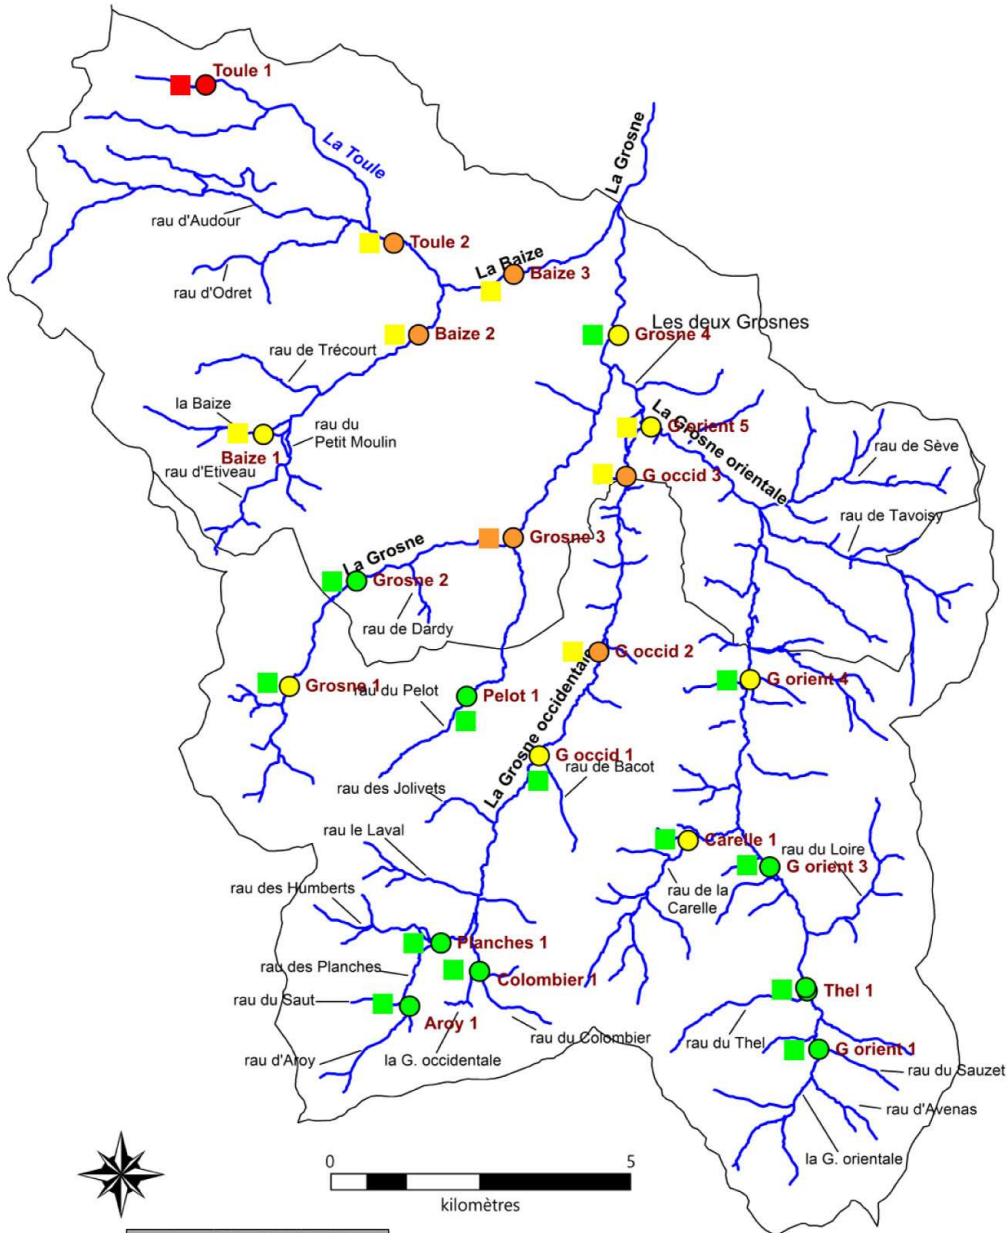 Toule 1
La Grosne
La Toule
rau d'Audour
Toule 2
La Baize
Baize 3
rau d'Odret
Baize 2
Les deux Grosnes
Grosne 4
rau de Trécourt
la Baize
rau du
Petit Moulin
Baize 1
La Grosne orientale
G orient 5
rau de Sève
rau d'Etiveau
G occid 3
rau de Tavoisy
La Grosne
Grosne 3
Grosne 2
rau de Dardy
G occid 2
Grosne 1
rau du Pelot
Pelot 1
G orient 4
La Grosne occidentale
G occid 1
rau de Bacot
rau des Jolivets
rau le Laval
Carelle 1
rau du Loire
G orient 3
rau des Humberts
rau de la
Carelle
Planches 1
rau des Planches
Colombier 1
rau du Saut
Thel 1
Aroy 1
rau d'Aroy
la G. occidentale
rau du Colombier
rau du Thel
G orient 1
rau du Sauzet
rau d'Avenas
la G. orientale
0 5
kilomètres